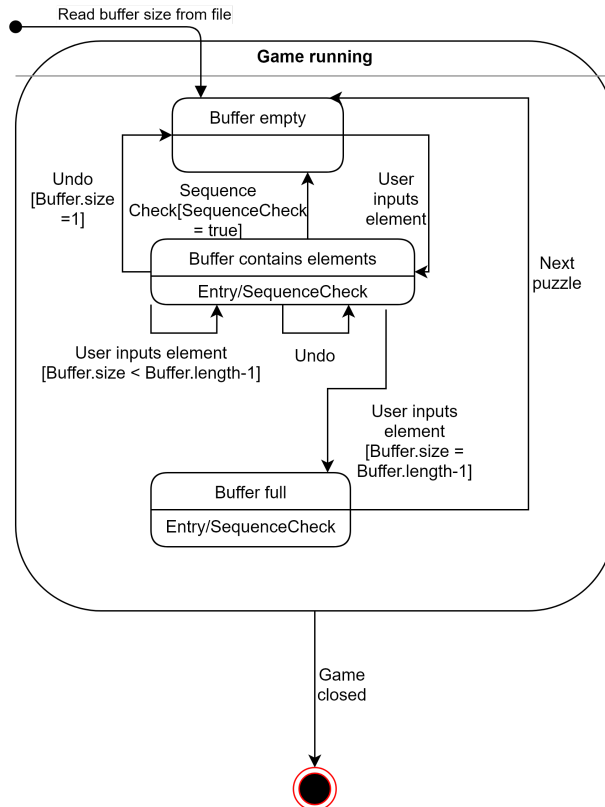 Read buffer size from file
Game running
Buffer empty
Undo
[Buffer.size
=1]
Sequence
Check[SequenceCheck
= true]
User
inputs
element
Buffer contains elements
Entry/SequenceCheck
Next
puzzle
User inputs element
[Buffer.size < Buffer.length-1]
Undo
User inputs
element
[Buffer.size =
Buffer.length-1]
Buffer full
Entry/SequenceCheck
Game
closed